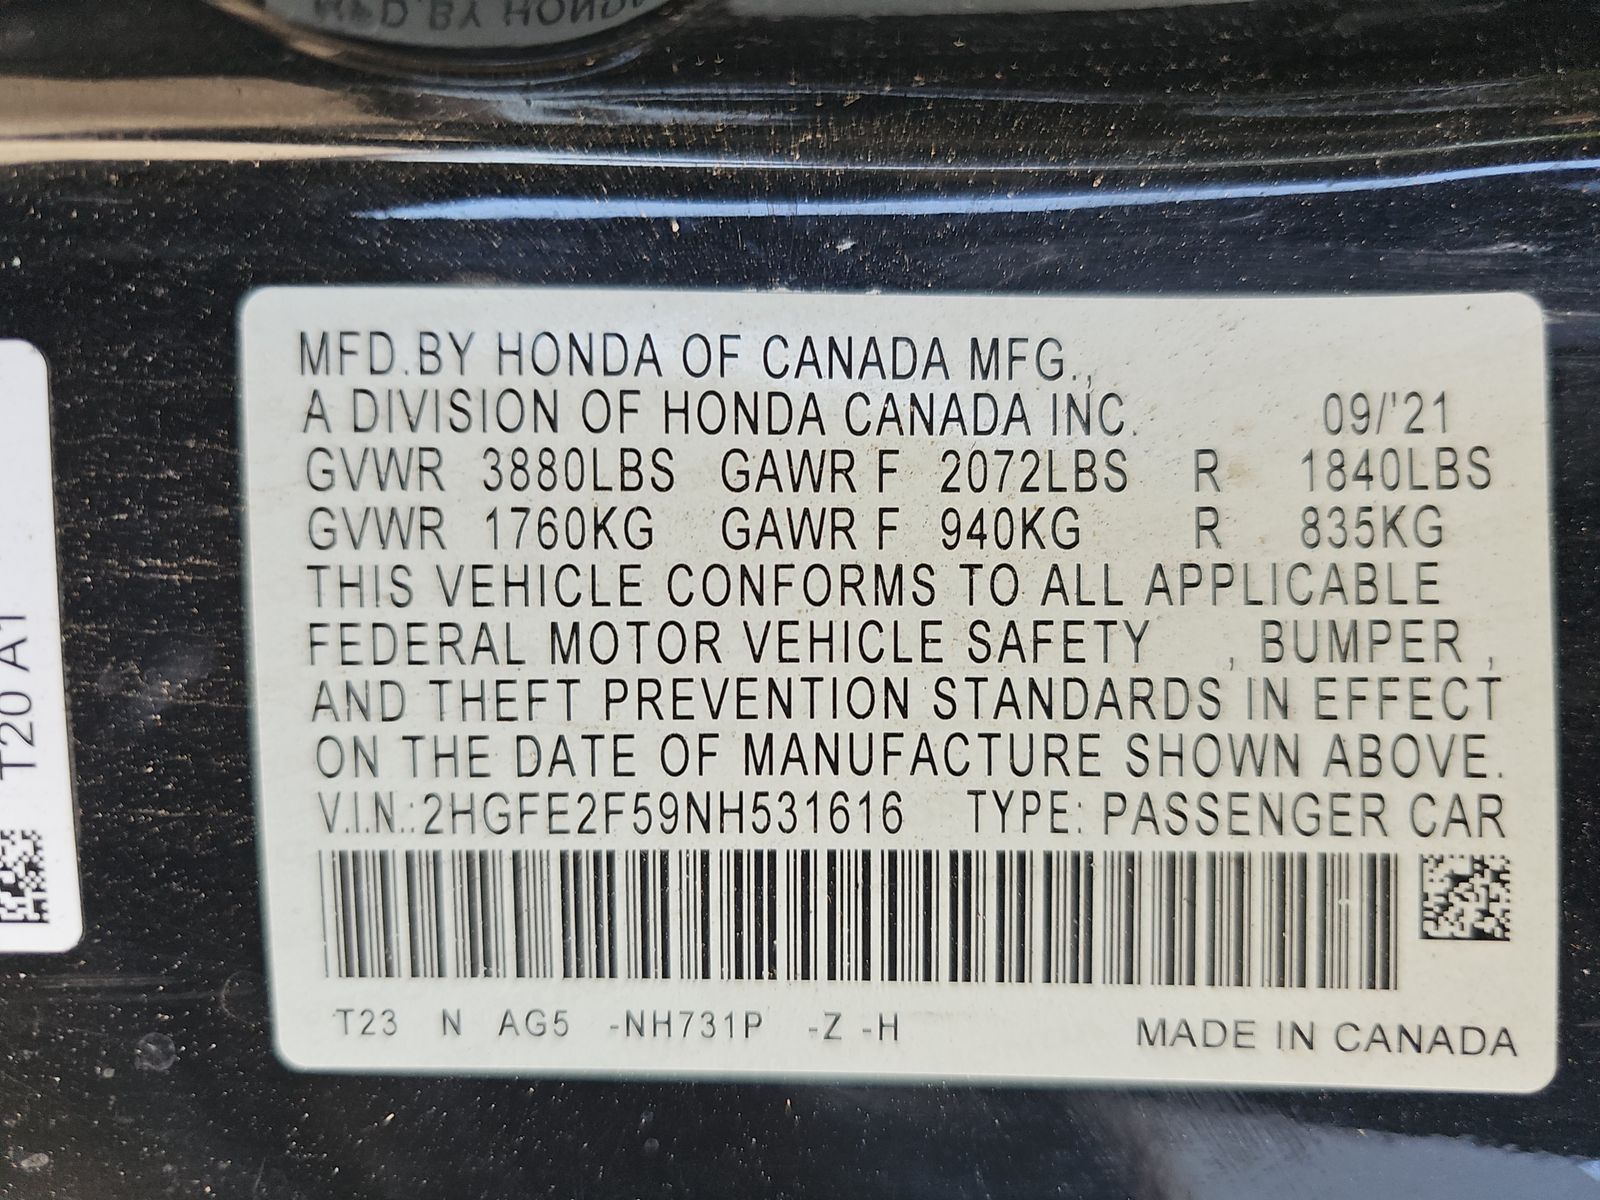 MFD.BY HONDA OF CANADA MFG.,
A DIVISION OF HONDA CANADA INC. 09/'21
GVWR 3880LBS GAWR F 2072LBS R 1840LBS
GVWR 1760KG GAWR F 940KG R 835KG
THIS VEHICLE CONFORMS TO ALL APPLICABLE
FEDERAL MOTOR VEHICLE SAFETY , BUMPER ,
AND THEFT PREVENTION STANDARDS IN EFFECT
ON THE DATE OF MANUFACTURE SHOWN ABOVE.
V.I.N.:2HGFE2F59NH531616 TYPE: PASSENGER CAR
T23 N AG5 -NH731P -Z -H
MADE IN CANADA
T20 A1